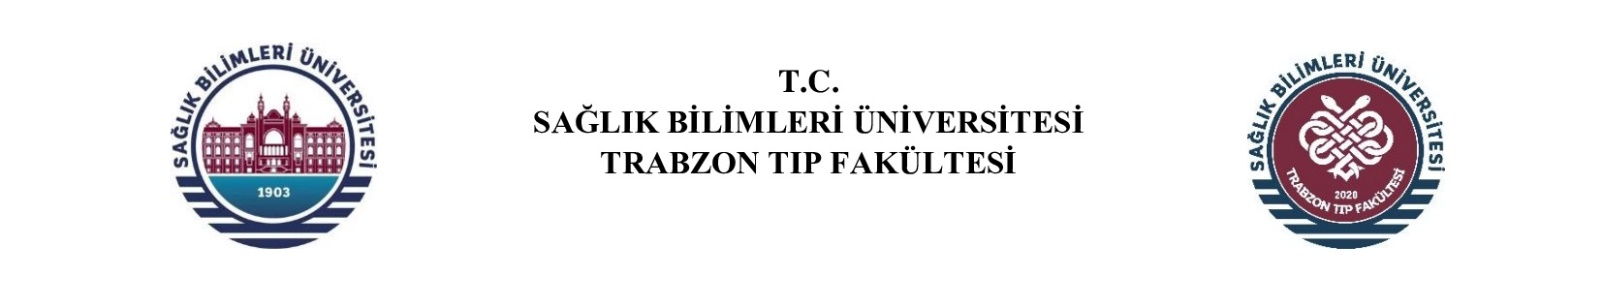 SAĞLIK BİLİMLERİ ÜNİVERSİTESİ
1903
T.C.
SAĞLIK BİLİMLERİ ÜNİVERSİTESİ
TRABZON TIP FAKÜLTESİ
SAĞLIK BİLİMLERİ ÜNİVERSİTESİ
2020
TRABZON TIP FAKÜLTESİ